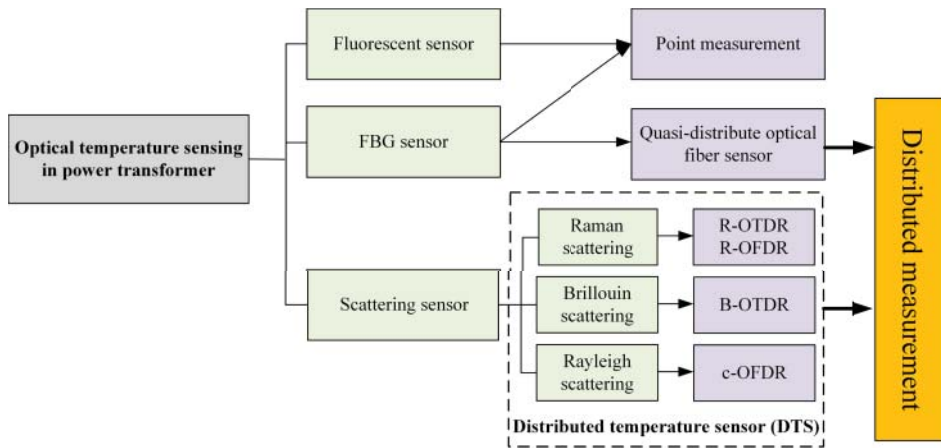 Fluorescent sensor
Point measurement
Optical temperature sensing
in power transformer
FBG sensor
Quasi-distribute optical
fiber sensor
Scattering sensor
Raman
scattering
R-OTDR
R-OFDR
Brillouin
scattering
B-OTDR
Rayleigh
scattering
c-OFDR
Distributed temperature sensor (DTS)
Distributed measurement